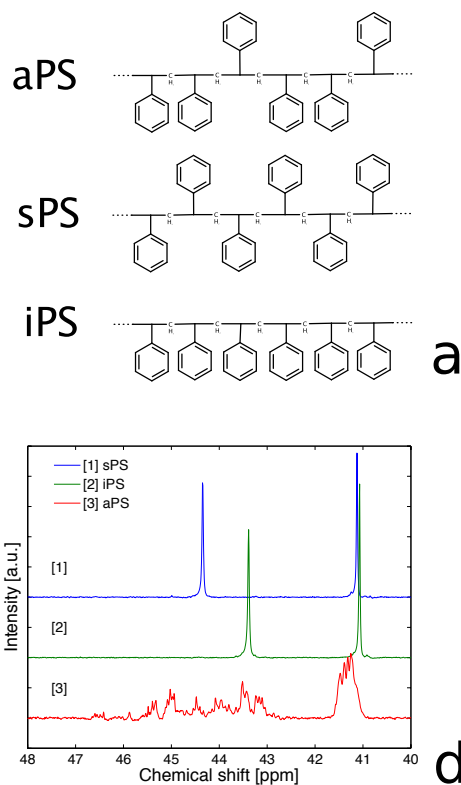 aPS
C C C C C
H H H H H
sPS
C C C C C
H H H H H
iPS
C C C C C
H H H H H
a
[1] sPS
[2] iPS
[3] aPS
[1]
[2]
[3]
Intensity [a.u.]
48 47 46 45 44 43 42 41 40
Chemical shift [ppm]
d